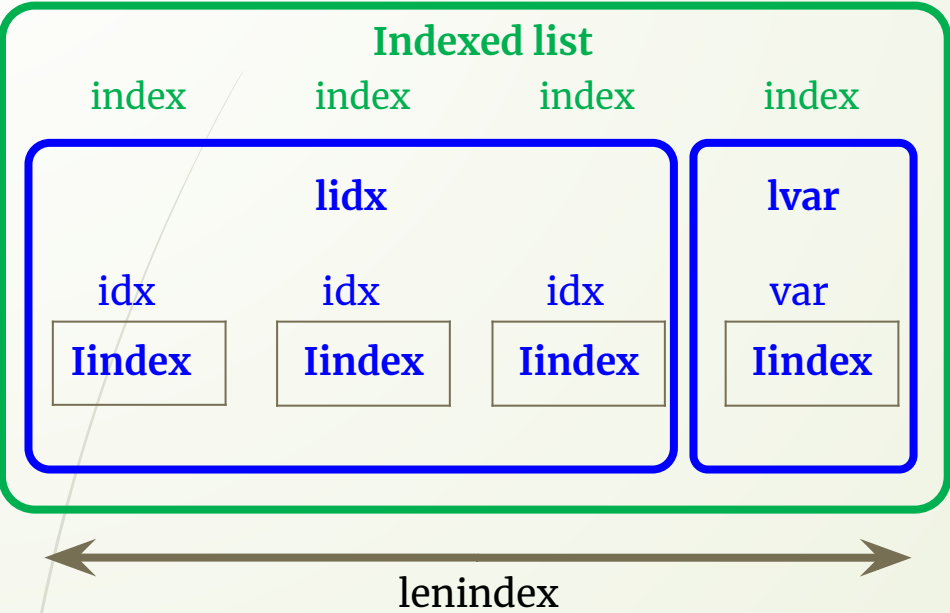 Indexed list
index index index index
lidx lvar
idx idx idx var
Iindex Iindex Iindex Iindex
lenindex